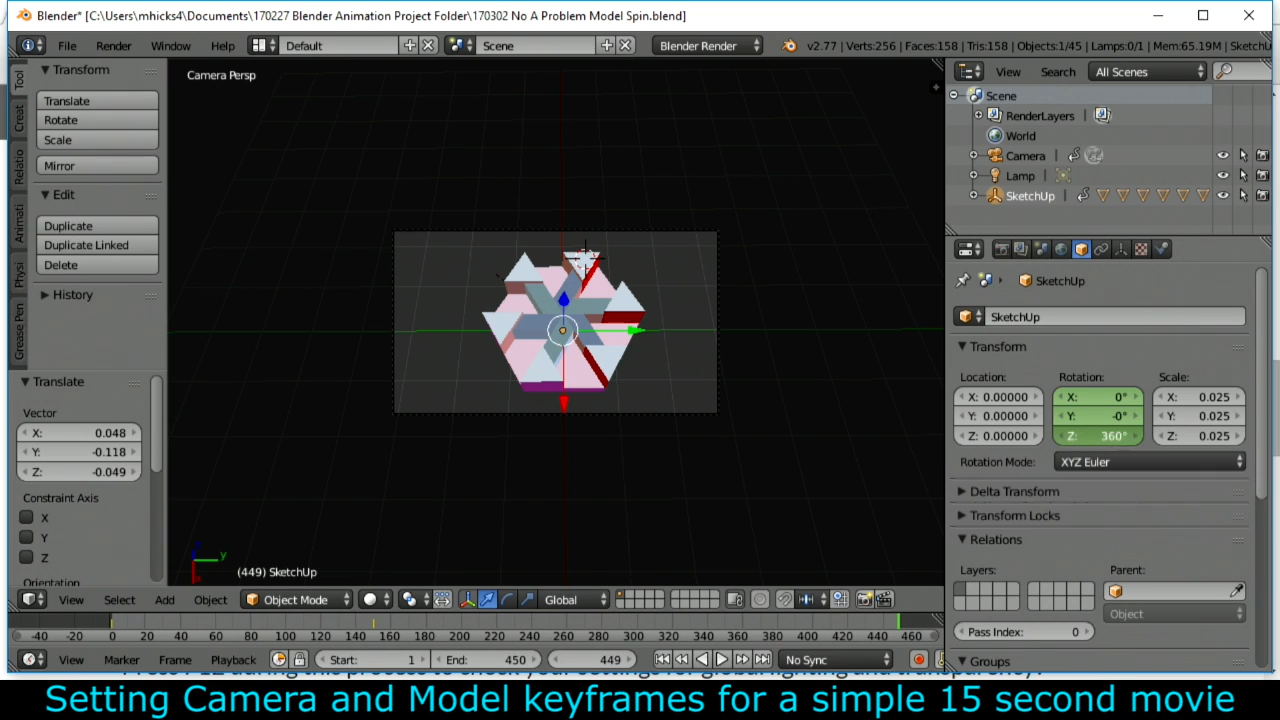 Blender* [C:\Users\mhicks4\Documents\170227 Blender Animation Project Folder\170302 No A Problem Model Spin.blend]
File Render Window Help Default Scene Blender Render v2.77 | Verts:256 | Faces:158 | Tris:158 | Objects:1/45 | Lamps:0/1 | Mem:65.19M | SketchU
Tool
Creat
Relatio
Animati
Physi
Grease Pen
Transform
Translate
Rotate
Scale
Mirror
Edit
Duplicate
Duplicate Linked
Delete
History
Translate
Vector
X: 0.048
Y: -0.118
Z: -0.049
Constraint Axis
X
Y
Z
Orientation
Camera Persp
y
(449) SketchUp
View Search All Scenes
Scene
RenderLayers
World
Camera
Lamp
SketchUp
SketchUp
SketchUp
Transform
Location: Rotation: Scale:
X: 0.00000 X: 0° X: 0.025
Y: 0.00000 Y: -0° Y: 0.025
Z: 0.00000 Z: 360° Z: 0.025
Rotation Mode: XYZ Euler
Delta Transform
Transform Locks
Relations
Layers: Parent:
Object
Pass Index: 0
Groups
View Select Add Object Object Mode Global
-40 -20 0 20 40 60 80 100 120 140 160 180 200 220 240 260 280 300 320 340 360 380 400 420 440 460
View Marker Frame Playback Start: 1 End: 450 449 No Sync
Setting Camera and Model keyframes for a simple 15 second movie